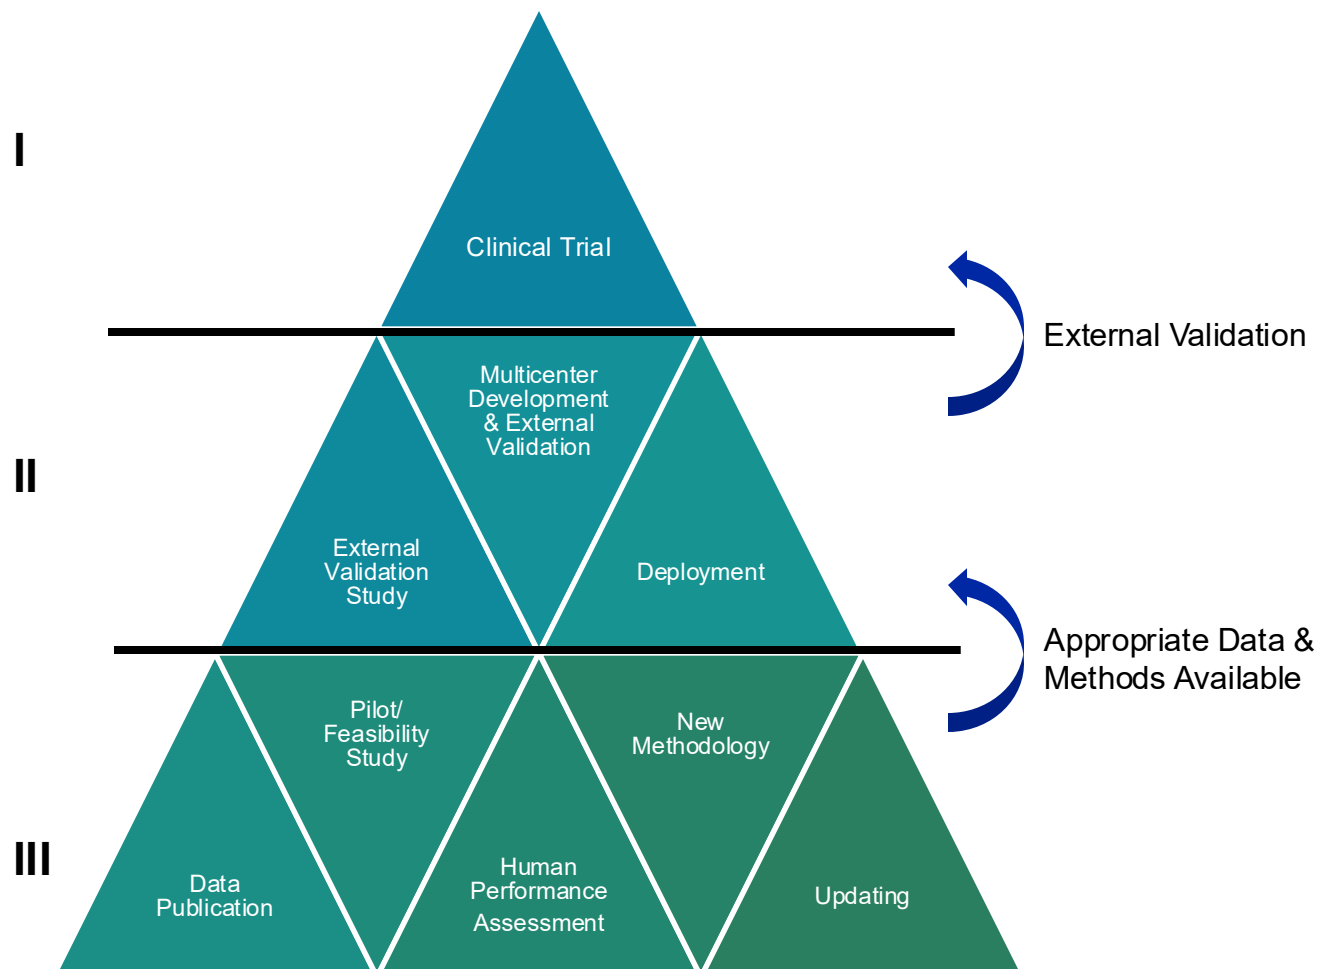 I
Clinical Trial
External Validation
Multicenter
Development
& External
Validation
II
External
Validation
Study
Deployment
Appropriate Data &
Methods Available
Pilot/
Feasibility
Study
New
Methodology
III
Data
Publication
Human
Performance
Assessment
Updating